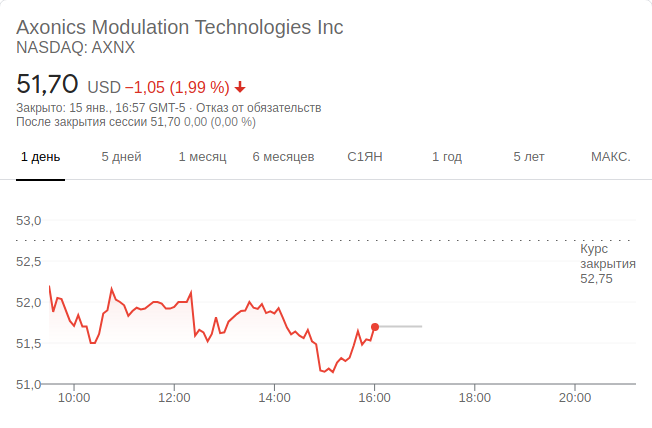 Axonics Modulation Technologies Inc
NASDAQ: AXNX
51,70 USD −1,05 (1,99 %)
Закрыто: 15 янв., 16:57 GMT-5 · Отказ от обязательств
После закрытия сессии 51,70 0,00 (0,00 %)
1 день 5 дней 1 месяц 6 месяцев С1ЯН 1 год 5 лет МАКС.
53,0
Курс
закрытия
52,75
52,5
52,0
51,5
51,0
10:00 12:00 14:00 16:00 18:00 20:00